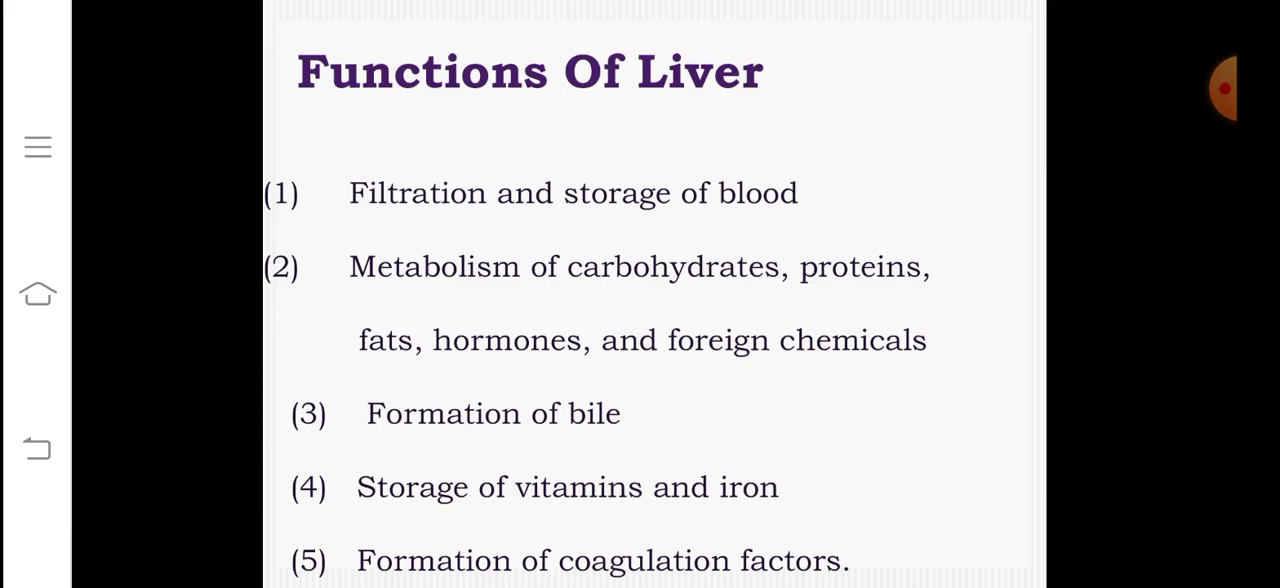 Functions Of Liver
(1) Filtration and storage of blood
(2) Metabolism of carbohydrates, proteins,
fats, hormones, and foreign chemicals
(3) Formation of bile
(4) Storage of vitamins and iron
(5) Formation of coagulation factors.